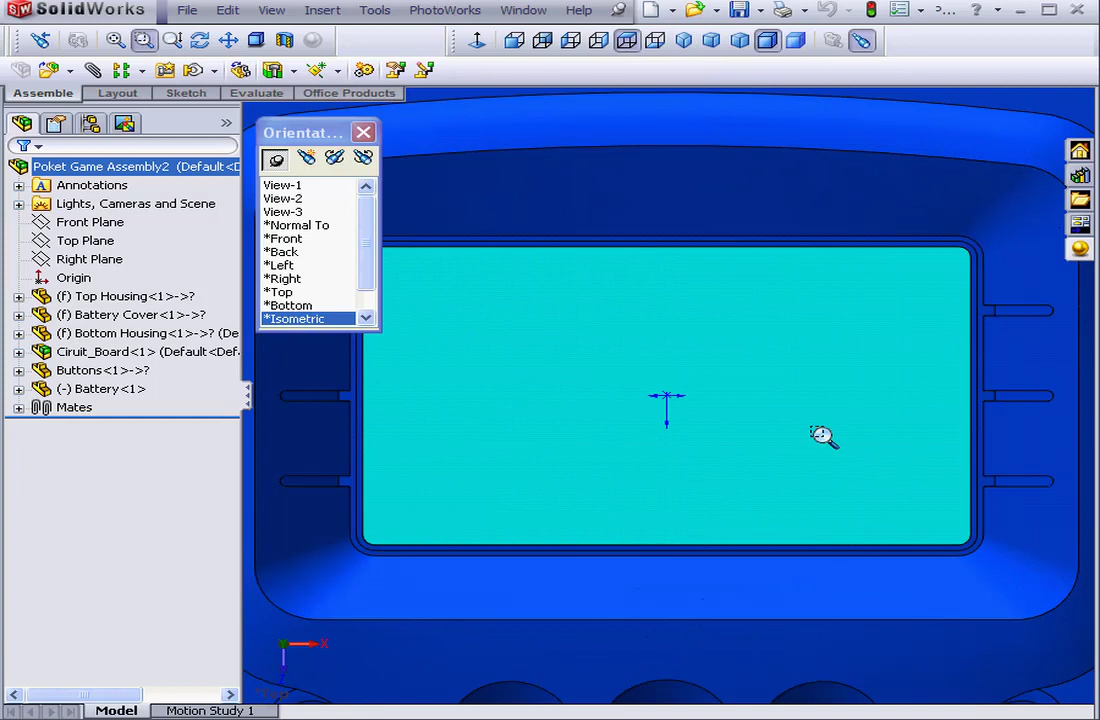 SW SolidWorks File Edit View Insert Tools PhotoWorks Window Help
Assemble Layout Sketch Evaluate Office Products
Orientat...
Poket Game Assembly2 (Default<D
Annotations
Lights, Cameras and Scene
Front Plane
Top Plane
Right Plane
Origin
(f) Top Housing<1>->?
(f) Battery Cover<1>->?
(f) Bottom Housing<1>->? (De
Ciruit_Board<1> (Default<Def
Buttons<1>->?
(-) Battery<1>
Mates
View-1
View-2
View-3
*Normal To
*Front
*Back
*Left
*Right
*Top
*Bottom
*Isometric
X
Z
*Top
Model Motion Study 1